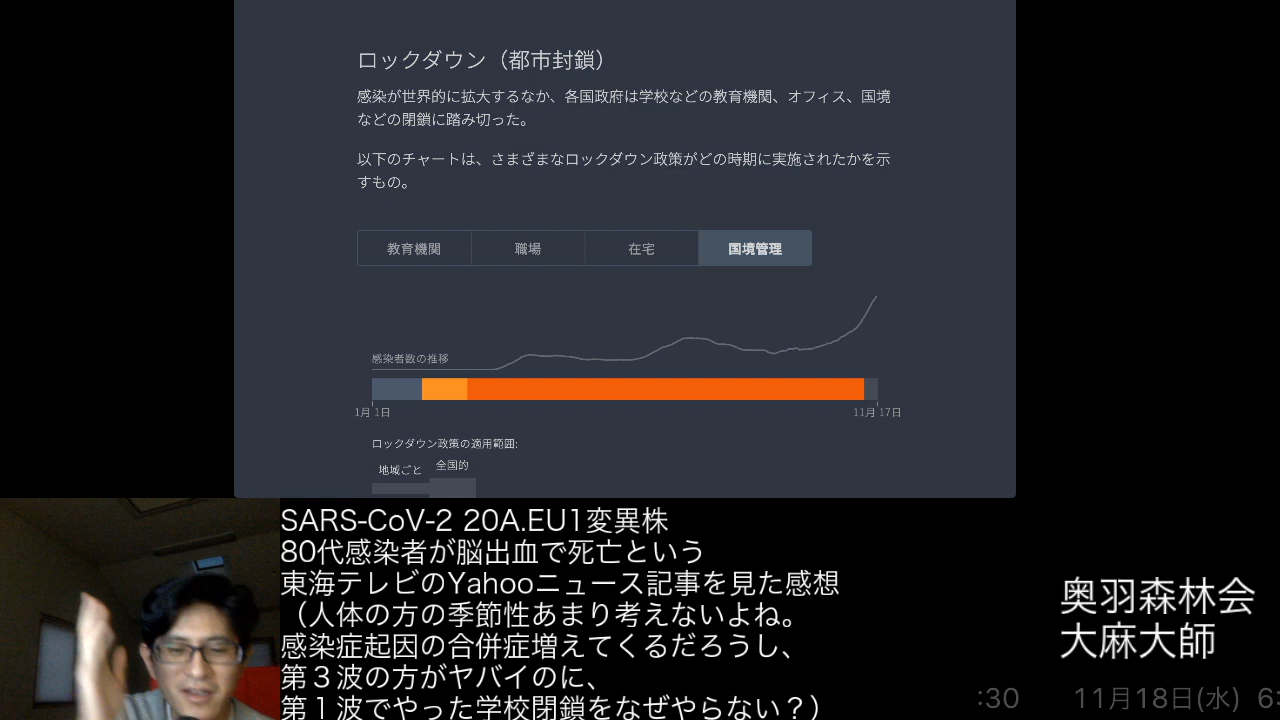 ロックダウン（都市封鎖）
感染が世界的に拡大するなか、各国政府は学校などの教育機関、オフィス、国境
などの閉鎖に踏み切った。
以下のチャートは、さまざまなロックダウン政策がどの時期に実施されたかを示
すもの。
教育機関 職場 在宅 国境管理
感染者数の推移
1月 1日 11月 17日
ロックダウン政策の適用範囲:
地域ごと 全国的
SARS-CoV-2 20A.EU1変異株
80代感染者が脳出血で死亡という
東海テレビのYahooニュース記事を見た感想
（人体の方の季節性あまり考えないよね。
感染症起因の合併症増えてくるだろうし、
第３波の方がヤバイのに、
第１波でやった学校閉鎖をなぜやらない？）
奥羽森林会
大麻大師
:30 11月18日(水) 6: